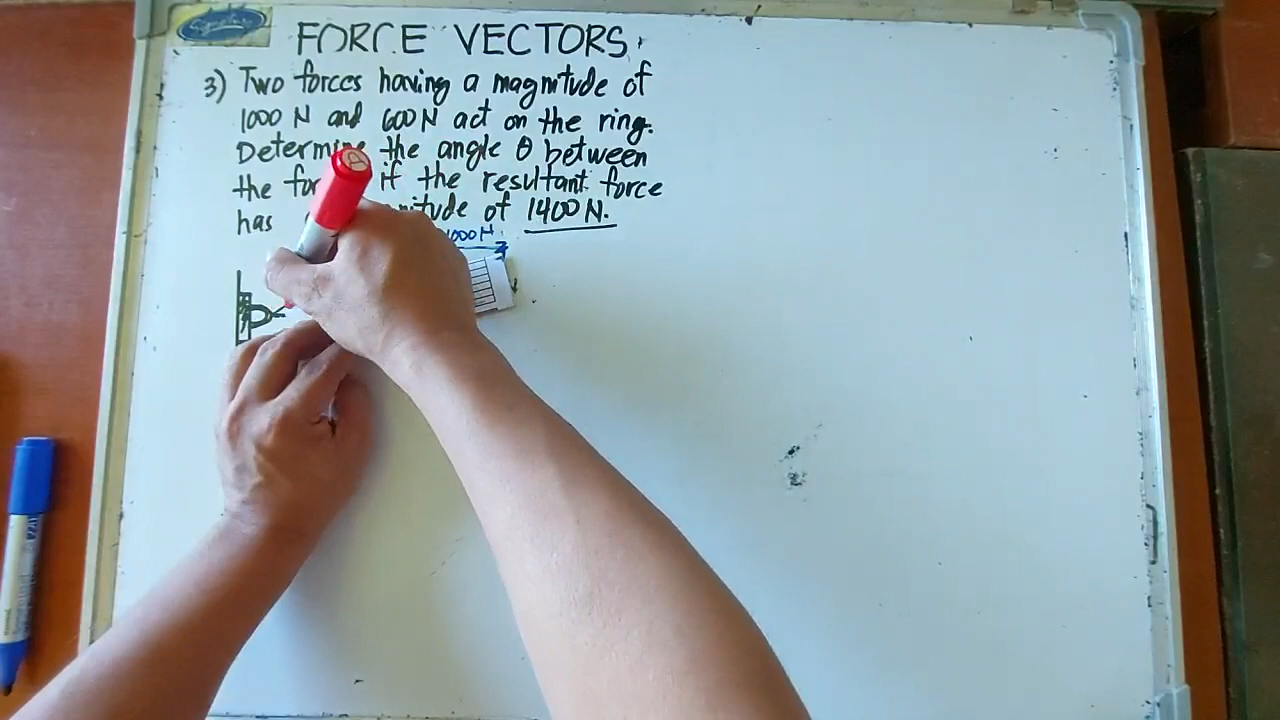 FORCE VECTORS
3) Two forces having a magnitude of
1000 N and 600 N act on the ring.
Determine the angle θ between
the if the resultant force
has of 1400 N.
1000 N